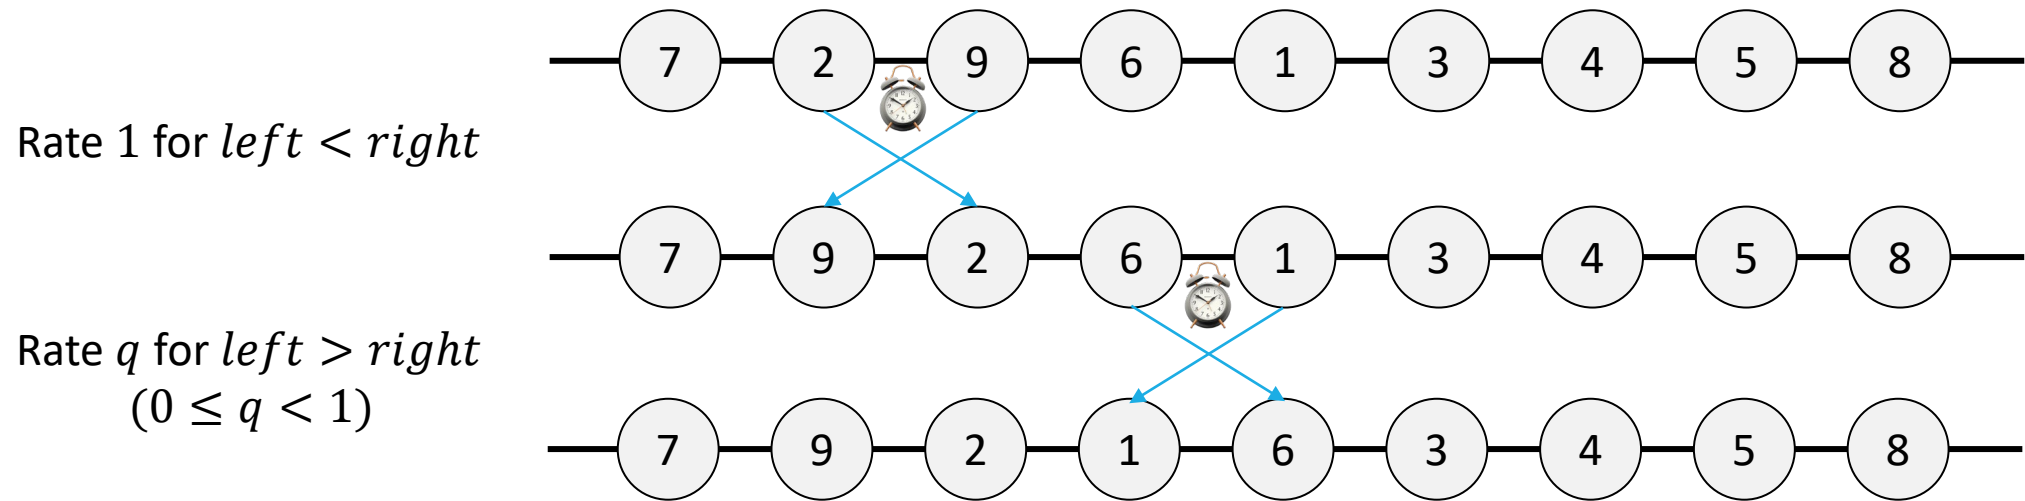 7 2 9 6 1 3 4 5 8
Rate 1 for left < right
7 9 2 6 1 3 4 5 8
Rate q for left > right
(0 ≤ q < 1)
7 9 2 1 6 3 4 5 8